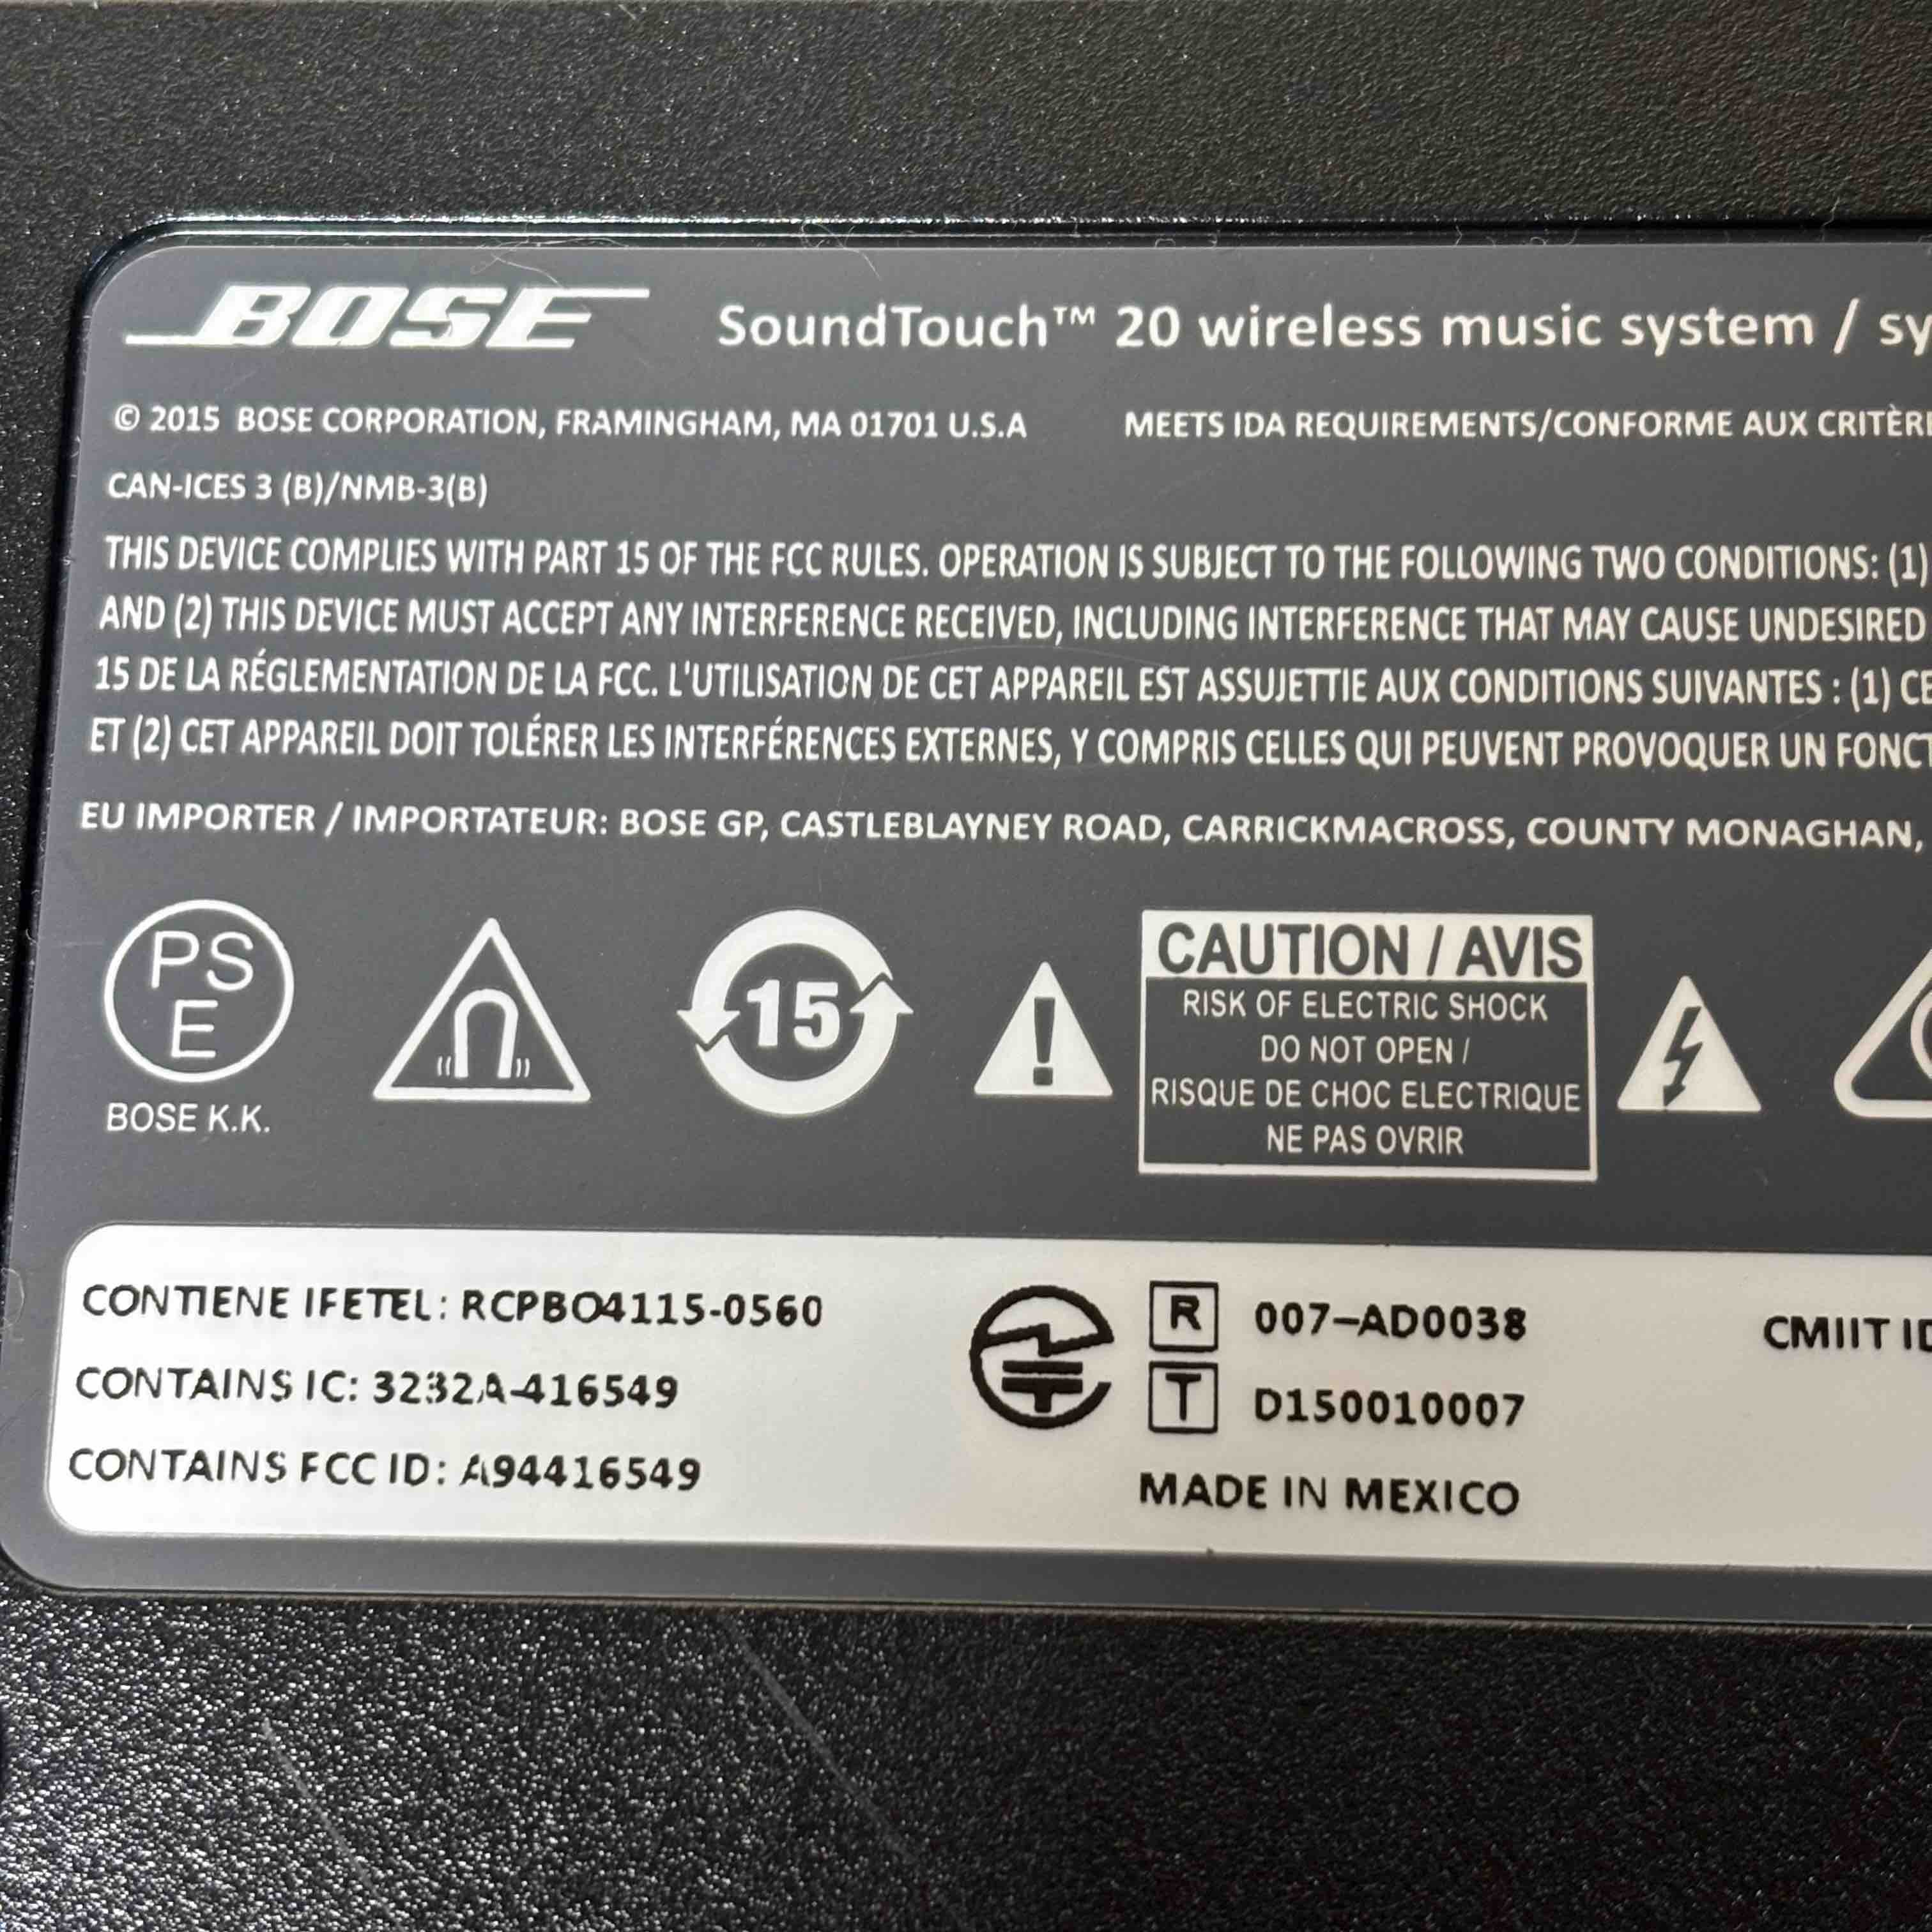 BOSE SoundTouch™ 20 wireless music system / sy
© 2015 BOSE CORPORATION, FRAMINGHAM, MA 01701 U.S.A MEETS IDA REQUIREMENTS/CONFORME AUX CRITÈRE
CAN-ICES 3 (B)/NMB-3(B)
THIS DEVICE COMPLIES WITH PART 15 OF THE FCC RULES. OPERATION IS SUBJECT TO THE FOLLOWING TWO CONDITIONS: (1)
AND (2) THIS DEVICE MUST ACCEPT ANY INTERFERENCE RECEIVED, INCLUDING INTERFERENCE THAT MAY CAUSE UNDESIRED
15 DE LA RÉGLEMENTATION DE LA FCC. L'UTILISATION DE CET APPAREIL EST ASSUJETTIE AUX CONDITIONS SUIVANTES : (1) CE
ET (2) CET APPAREIL DOIT TOLÉRER LES INTERFÉRENCES EXTERNES, Y COMPRIS CELLES QUI PEUVENT PROVOQUER UN FONCT
EU IMPORTER / IMPORTATEUR: BOSE GP, CASTLEBLAYNEY ROAD, CARRICKMACROSS, COUNTY MONAGHAN,
PS
E
BOSE K.K.
15
!
CAUTION / AVIS
RISK OF ELECTRIC SHOCK
DO NOT OPEN /
RISQUE DE CHOC ELECTRIQUE
NE PAS OVRIR
CONTIENE IFETEL: RCPBO4115-0560
CONTAINS IC: 3232A-416549
CONTAINS FCC ID: A94416549
R 007-AD0038
T D150010007
MADE IN MEXICO
CMIIT ID